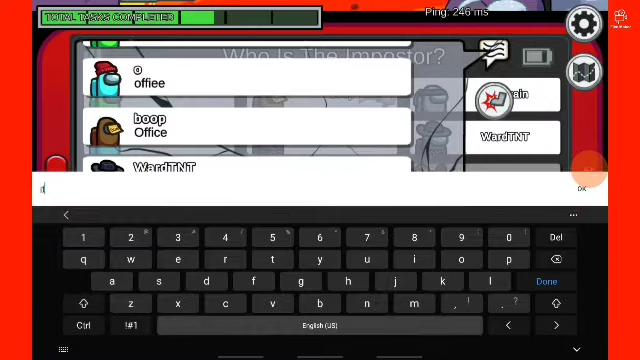 TOTAL TASKS COMPLETED
Ping: 246 ms
Who Is The Impostor?
offiee
boop
Office
WardTNT
WardTNT
OK
1 2 3 4 5 6 7 8 9 0 Del
q w e r t y u i o p
a s d f g h j k l Done
z x c v b n m , ! . ?
Ctrl !#1 English (US) < >